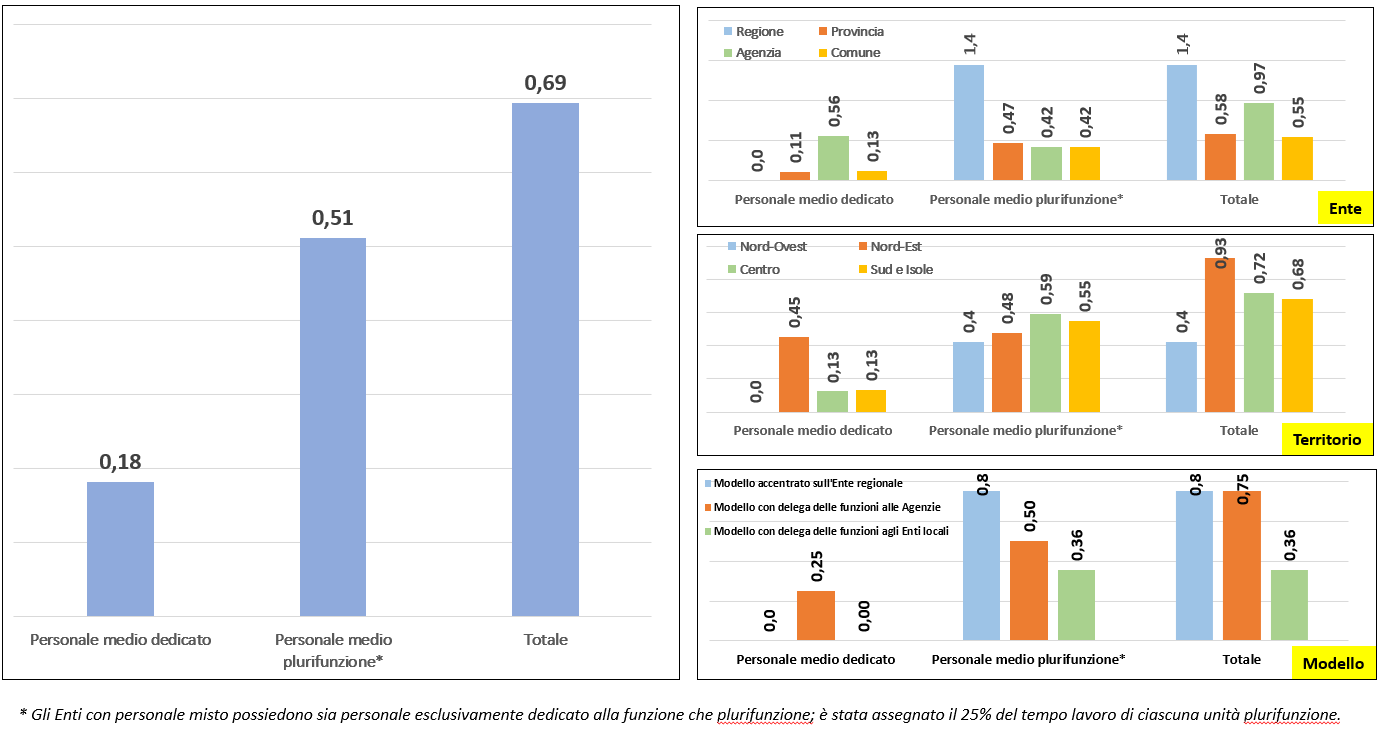 0,69
0,51
0,18
Personale medio dedicato
Personale medio
plurifunzione*
Totale
Regione
Provincia
Agenzia
Comune
0,0
0,11
0,56
0,13
1,4
0,47
0,42
0,42
1,4
0,58
0,97
0,55
Personale medio dedicato
Personale medio plurifunzione*
Totale
Ente
Nord-Ovest
Nord-Est
Centro
Sud e Isole
0,0
0,45
0,13
0,13
0,4
0,48
0,59
0,55
0,4
0,93
0,72
0,68
Personale medio dedicato
Personale medio plurifunzione*
Totale
Territorio
Modello accentrato sull'Ente regionale
Modello con delega delle funzioni alle Agenzie
Modello con delega delle funzioni agli Enti locali
0,0
0,25
0,00
0,8
0,50
0,36
0,8
0,75
0,36
Personale medio dedicato
Personale medio plurifunzione*
Totale
Modello
* Gli Enti con personale misto possiedono sia personale esclusivamente dedicato alla funzione che plurifunzione; è stata assegnato il 25% del tempo lavoro di ciascuna unità plurifunzione.